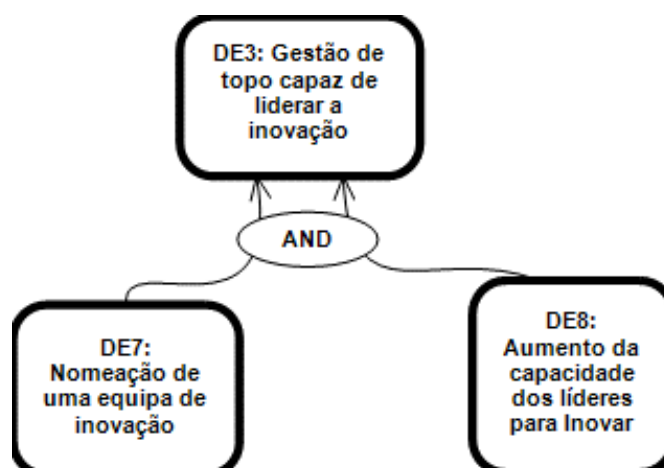 DE3: Gestão de
topo capaz de
liderar a
inovação
AND
DE7:
Nomeação de
uma equipa de
inovação
DE8:
Aumento da
capacidade
dos líderes
para Inovar